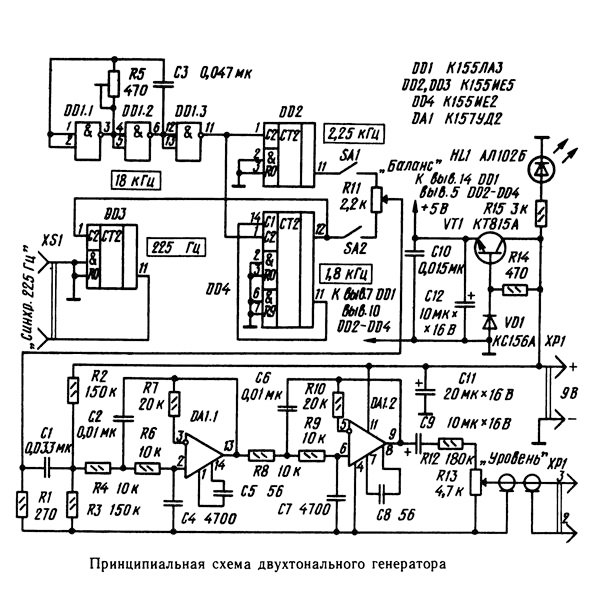 R5
470
C3 0,047 мк
DD1.1
DD1.2
DD1.3
1
2
&
3
4
5
&
6
12
13
&
11
DD1 К155ЛА3
DD2,DD3 К155ИЕ5
DD4 К155ИЕ2
DA1 К157УД2
DD2
1
C2
CT2
&
2
3
R0
11
2,25 кГц
SA1
„Баланс"
R11
2,2 к
SA2
HL1 АЛ102Б
К выв.14 DD1
выв.5 DD2-DD4
+5 В
R15 3 к
VT1 КТ815А
18 кГц
XS1
„Синхр. 225 Гц"
DD3
1
C2
CT2
&
2
3
R0
11
225 Гц
DD4
14
C1
1
C2
CT2
12
&
2
3
R0
&
6
7
R9
11
1,8 кГц
К выв.7 DD1
выв.10
DD2-DD4
C10
0,015 мк
C12
10 мк×
×16 В
R14
470
VD1
КС156А
XP1
+
9 В
−
R2
150 к
R7
20 к
C2
0,01 мк
R6
10 к
DA1.1
3
2
13
1
14
C6
0,01 мк
R10
20 к
R9
10 к
DA1.2
5
6
11
9
4
7
8
C11
20 мк×16 В
C9 10 мк×16 В
C1
0,033 мк
R1
270
R4 10 к
R3 150 к
C4 4700
C5 56
R8 10 к
C7 4700
C8 56
R12 180 к
R13
4,7 к
„Уровень"
XP1
3
2
Принципиальная схема двухтонального генератора